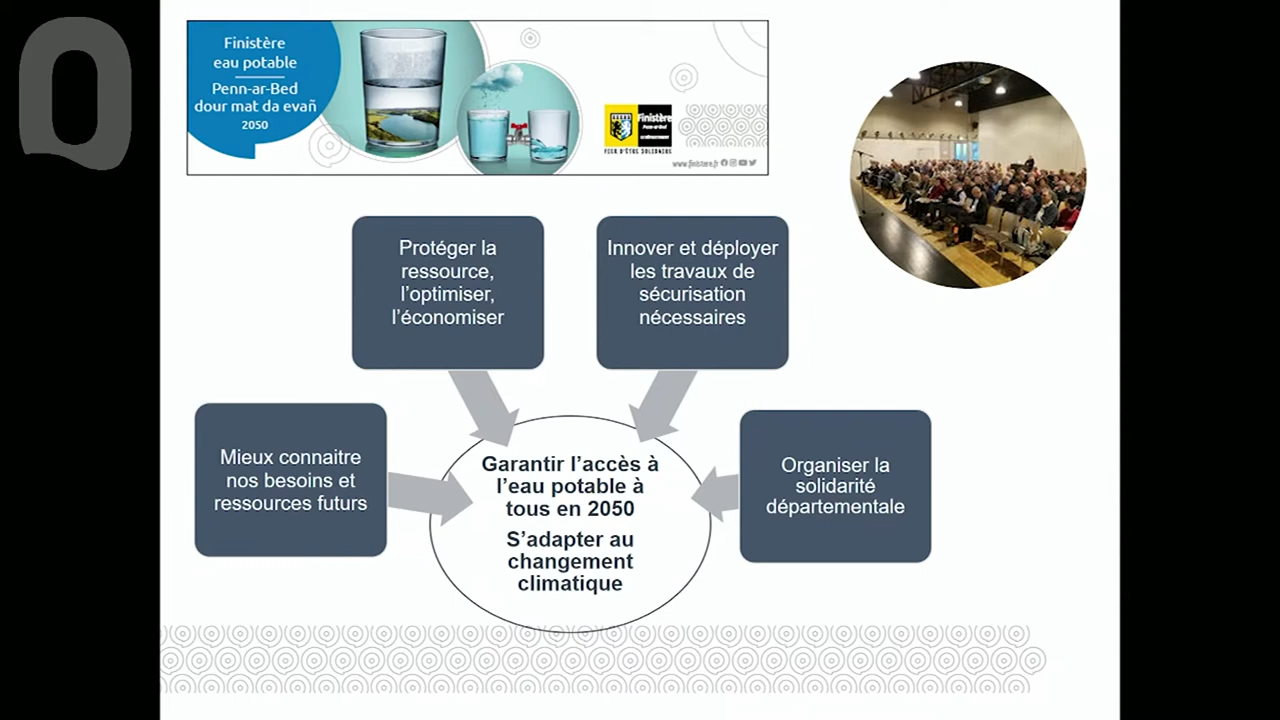 Finistère
eau potable
Penn-ar-Bed
dour mat da evañ
2050
Finistère
Penn-ar-Bed
www.finistere.fr
Protéger la
ressource,
l'optimiser,
l'économiser
Innover et déployer
les travaux de
sécurisation
nécessaires
Mieux connaitre
nos besoins et
ressources futurs
Garantir l'accès à
l'eau potable à
tous en 2050
S'adapter au
changement
climatique
Organiser la
solidarité
départementale